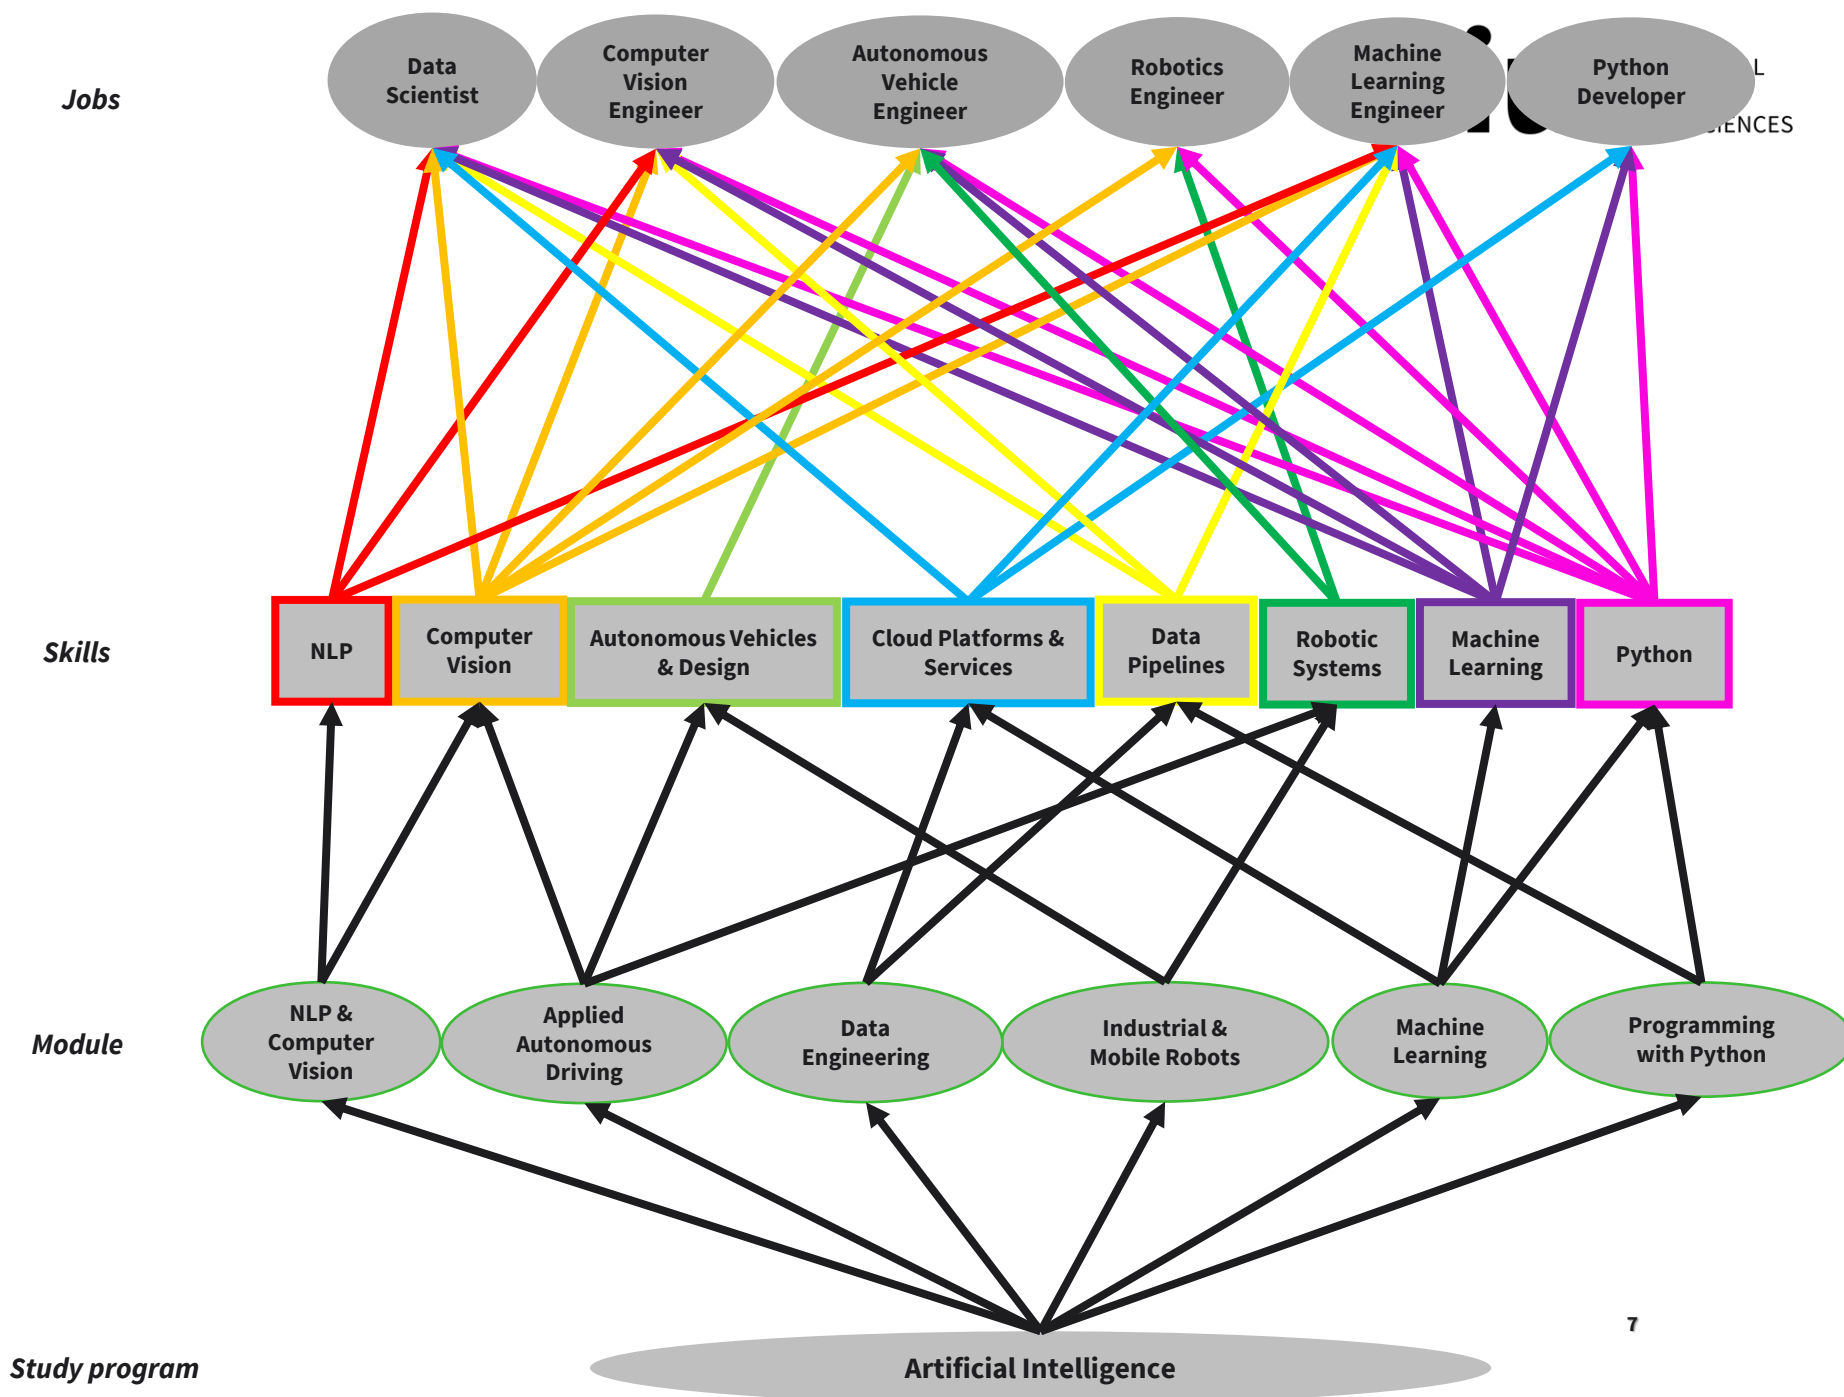 Jobs
Data
Scientist
Computer
Vision
Engineer
Autonomous
Vehicle
Engineer
Robotics
Engineer
Machine
Learning
Engineer
Python
Developer
Skills
NLP
Computer
Vision
Autonomous Vehicles
& Design
Cloud Platforms &
Services
Data
Pipelines
Robotic
Systems
Machine
Learning
Python
Module
NLP &
Computer
Vision
Applied
Autonomous
Driving
Data
Engineering
Industrial &
Mobile Robots
Machine
Learning
Programming
with Python
7
Study program
Artificial Intelligence